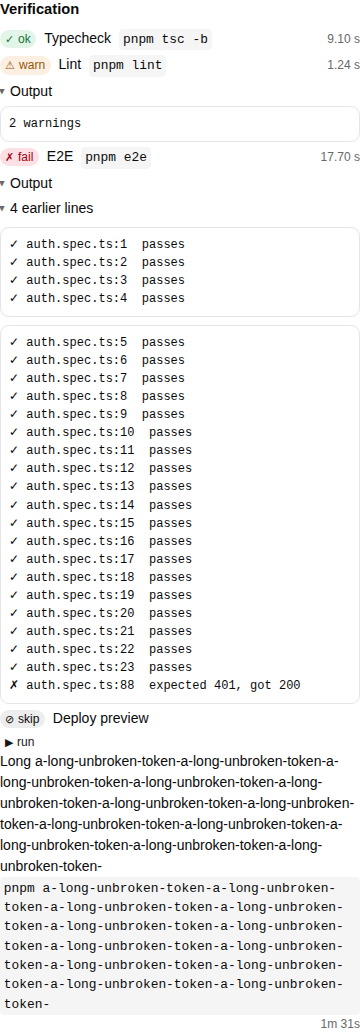 Verification
✓ ok Typecheck pnpm tsc -b 9.10 s
⚠ warn Lint pnpm lint 1.24 s
▾ Output
2 warnings
✗ fail E2E pnpm e2e 17.70 s
▾ Output
▾ 4 earlier lines
✓ auth.spec.ts:1  passes
✓ auth.spec.ts:2  passes
✓ auth.spec.ts:3  passes
✓ auth.spec.ts:4  passes
✓ auth.spec.ts:5  passes
✓ auth.spec.ts:6  passes
✓ auth.spec.ts:7  passes
✓ auth.spec.ts:8  passes
✓ auth.spec.ts:9  passes
✓ auth.spec.ts:10  passes
✓ auth.spec.ts:11  passes
✓ auth.spec.ts:12  passes
✓ auth.spec.ts:13  passes
✓ auth.spec.ts:14  passes
✓ auth.spec.ts:15  passes
✓ auth.spec.ts:16  passes
✓ auth.spec.ts:17  passes
✓ auth.spec.ts:18  passes
✓ auth.spec.ts:19  passes
✓ auth.spec.ts:20  passes
✓ auth.spec.ts:21  passes
✓ auth.spec.ts:22  passes
✓ auth.spec.ts:23  passes
✗ auth.spec.ts:88  expected 401, got 200
⊘ skip Deploy preview
▶ run
Long a-long-unbroken-token-a-long-unbroken-token-a-
long-unbroken-token-a-long-unbroken-token-a-long-
unbroken-token-a-long-unbroken-token-a-long-unbroken-
token-a-long-unbroken-token-a-long-unbroken-token-a-
long-unbroken-token-a-long-unbroken-token-a-long-
unbroken-token-
pnpm a-long-unbroken-token-a-long-unbroken-
token-a-long-unbroken-token-a-long-unbroken-
token-a-long-unbroken-token-a-long-unbroken-
token-a-long-unbroken-token-a-long-unbroken-
token-a-long-unbroken-token-a-long-unbroken-
token-a-long-unbroken-token-a-long-unbroken-
token-
1m 31s